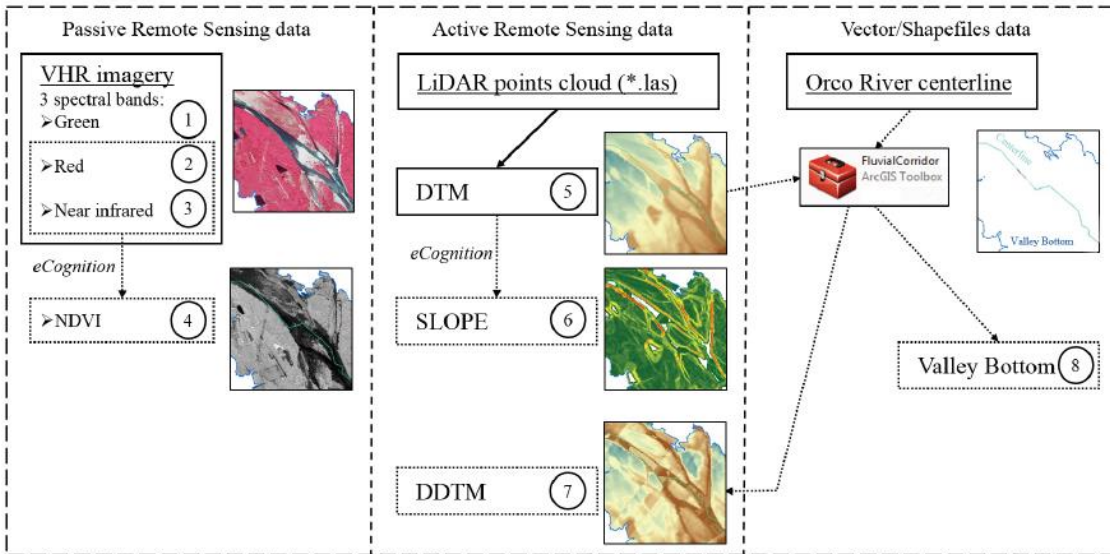 Passive Remote Sensing data
VHR imagery
3 spectral bands:
➢Green
1
➢Red
2
➢Near infrared
3
eCognition
➢NDVI
4
Active Remote Sensing data
LiDAR points cloud (*.las)
DTM
5
eCognition
SLOPE
6
DDTM
7
Vector/Shapefiles data
Orco River centerline
FluvialCorridor
ArcGIS Toolbox
Centerline
Valley Bottom
Valley Bottom
8